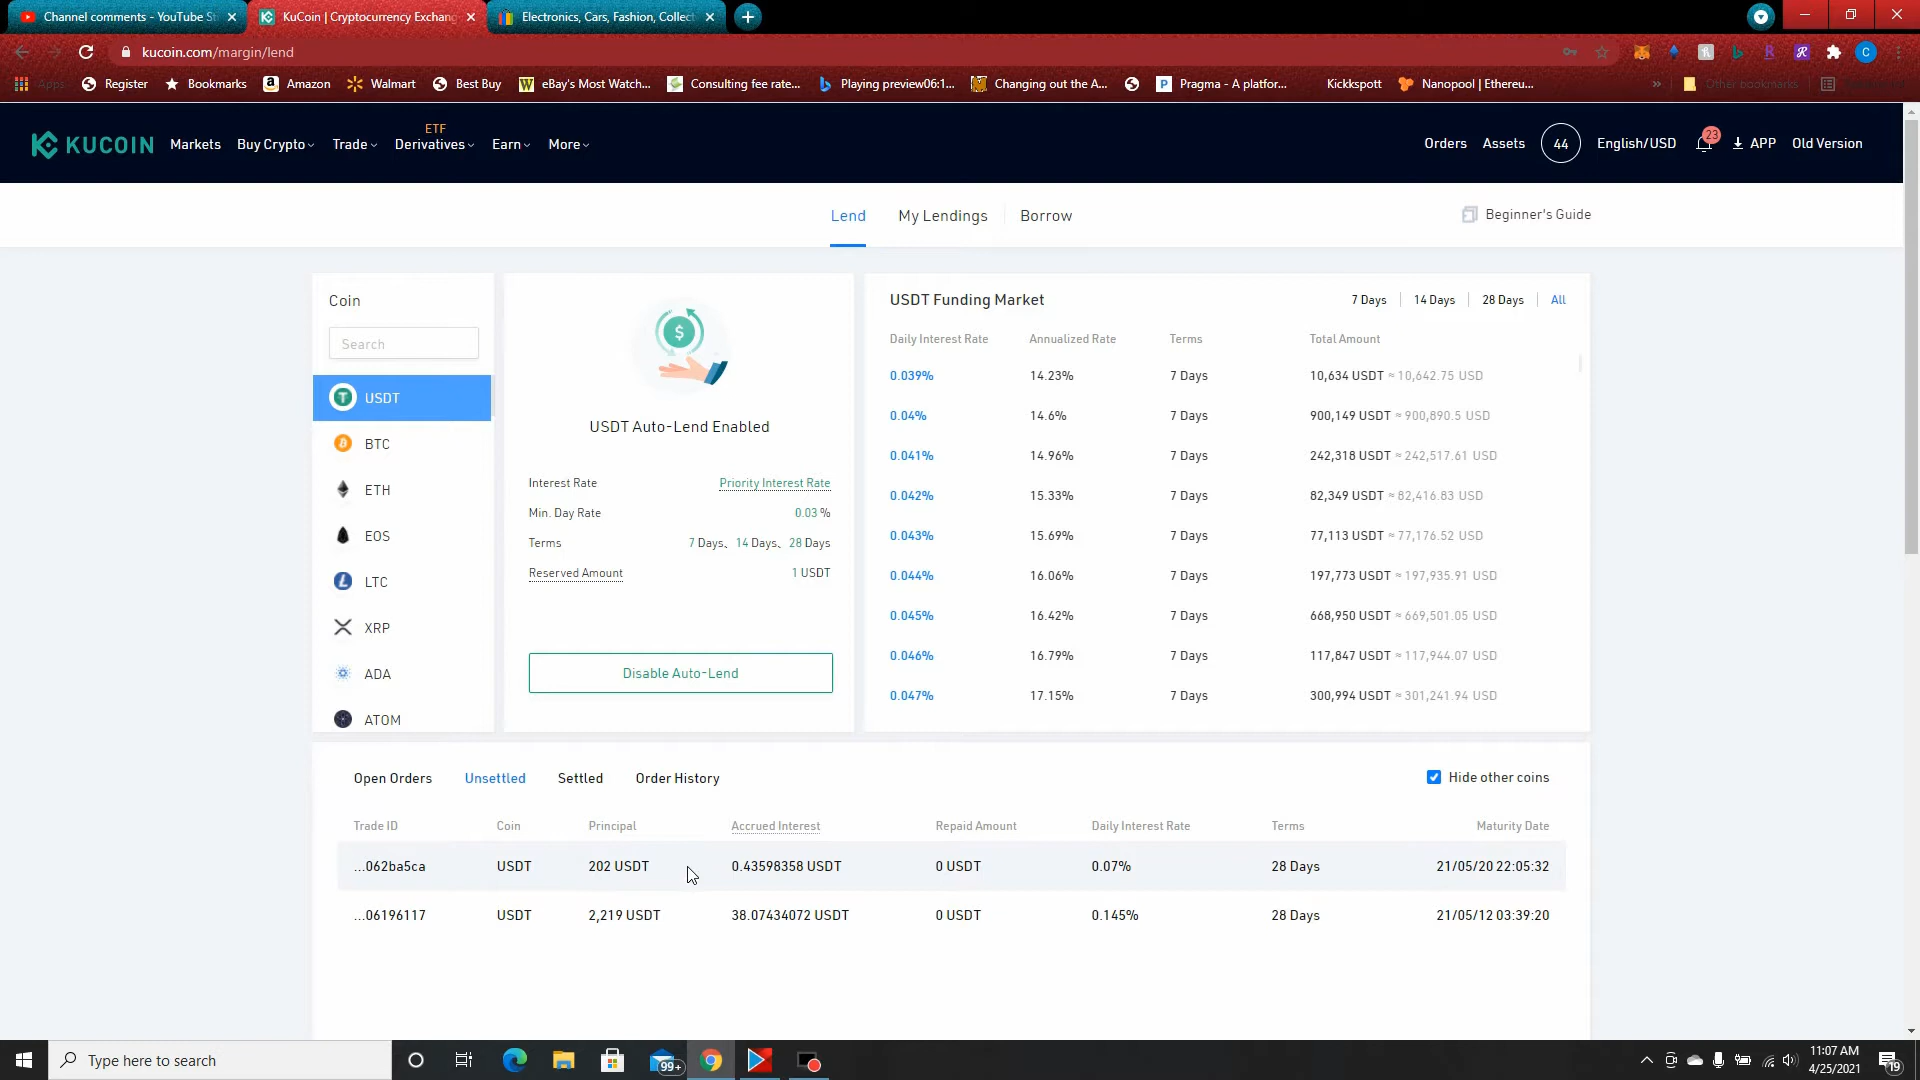 Channel comments - YouTube St
KuCoin | Cryptocurrency Exchang
Electronics, Cars, Fashion, Collect
kucoin.com/margin/lend
Apps
Register
Bookmarks
Amazon
Walmart
Best Buy
eBay's Most Watch...
Consulting fee rate...
Playing preview06:1...
Changing out the A...
Pragma - A platfor...
Kickkspott
Nanopool | Ethereu...
»
Other bookmarks
KUCOIN
Markets
Buy Crypto
Trade
ETF
Derivatives
Earn
More
Orders
Assets
44
English/USD
23
APP
Old Version
Lend
My Lendings
Borrow
Beginner's Guide
Coin
Search
USDT
BTC
ETH
EOS
LTC
XRP
ADA
ATOM
USDT Auto-Lend Enabled
Interest Rate Priority Interest Rate
Min. Day Rate 0.03 %
Terms 7 Days、14 Days、28 Days
Reserved Amount 1 USDT
Disable Auto-Lend
USDT Funding Market
7 Days 14 Days 28 Days All
Daily Interest Rate Annualized Rate Terms Total Amount
0.039% 14.23% 7 Days 10,634 USDT ≈ 10,642.75 USD
0.04% 14.6% 7 Days 900,149 USDT ≈ 900,890.5 USD
0.041% 14.96% 7 Days 242,318 USDT ≈ 242,517.61 USD
0.042% 15.33% 7 Days 82,349 USDT ≈ 82,416.83 USD
0.043% 15.69% 7 Days 77,113 USDT ≈ 77,176.52 USD
0.044% 16.06% 7 Days 197,773 USDT ≈ 197,935.91 USD
0.045% 16.42% 7 Days 668,950 USDT ≈ 669,501.05 USD
0.046% 16.79% 7 Days 117,847 USDT ≈ 117,944.07 USD
0.047% 17.15% 7 Days 300,994 USDT ≈ 301,241.94 USD
Open Orders Unsettled Settled Order History
Hide other coins
Trade ID Coin Principal Accrued Interest Repaid Amount Daily Interest Rate Terms Maturity Date
...062ba5ca USDT 202 USDT 0.43598358 USDT 0 USDT 0.07% 28 Days 21/05/20 22:05:32
...06196117 USDT 2,219 USDT 38.07434072 USDT 0 USDT 0.145% 28 Days 21/05/12 03:39:20
Type here to search
99+
11:07 AM
4/25/2021
19